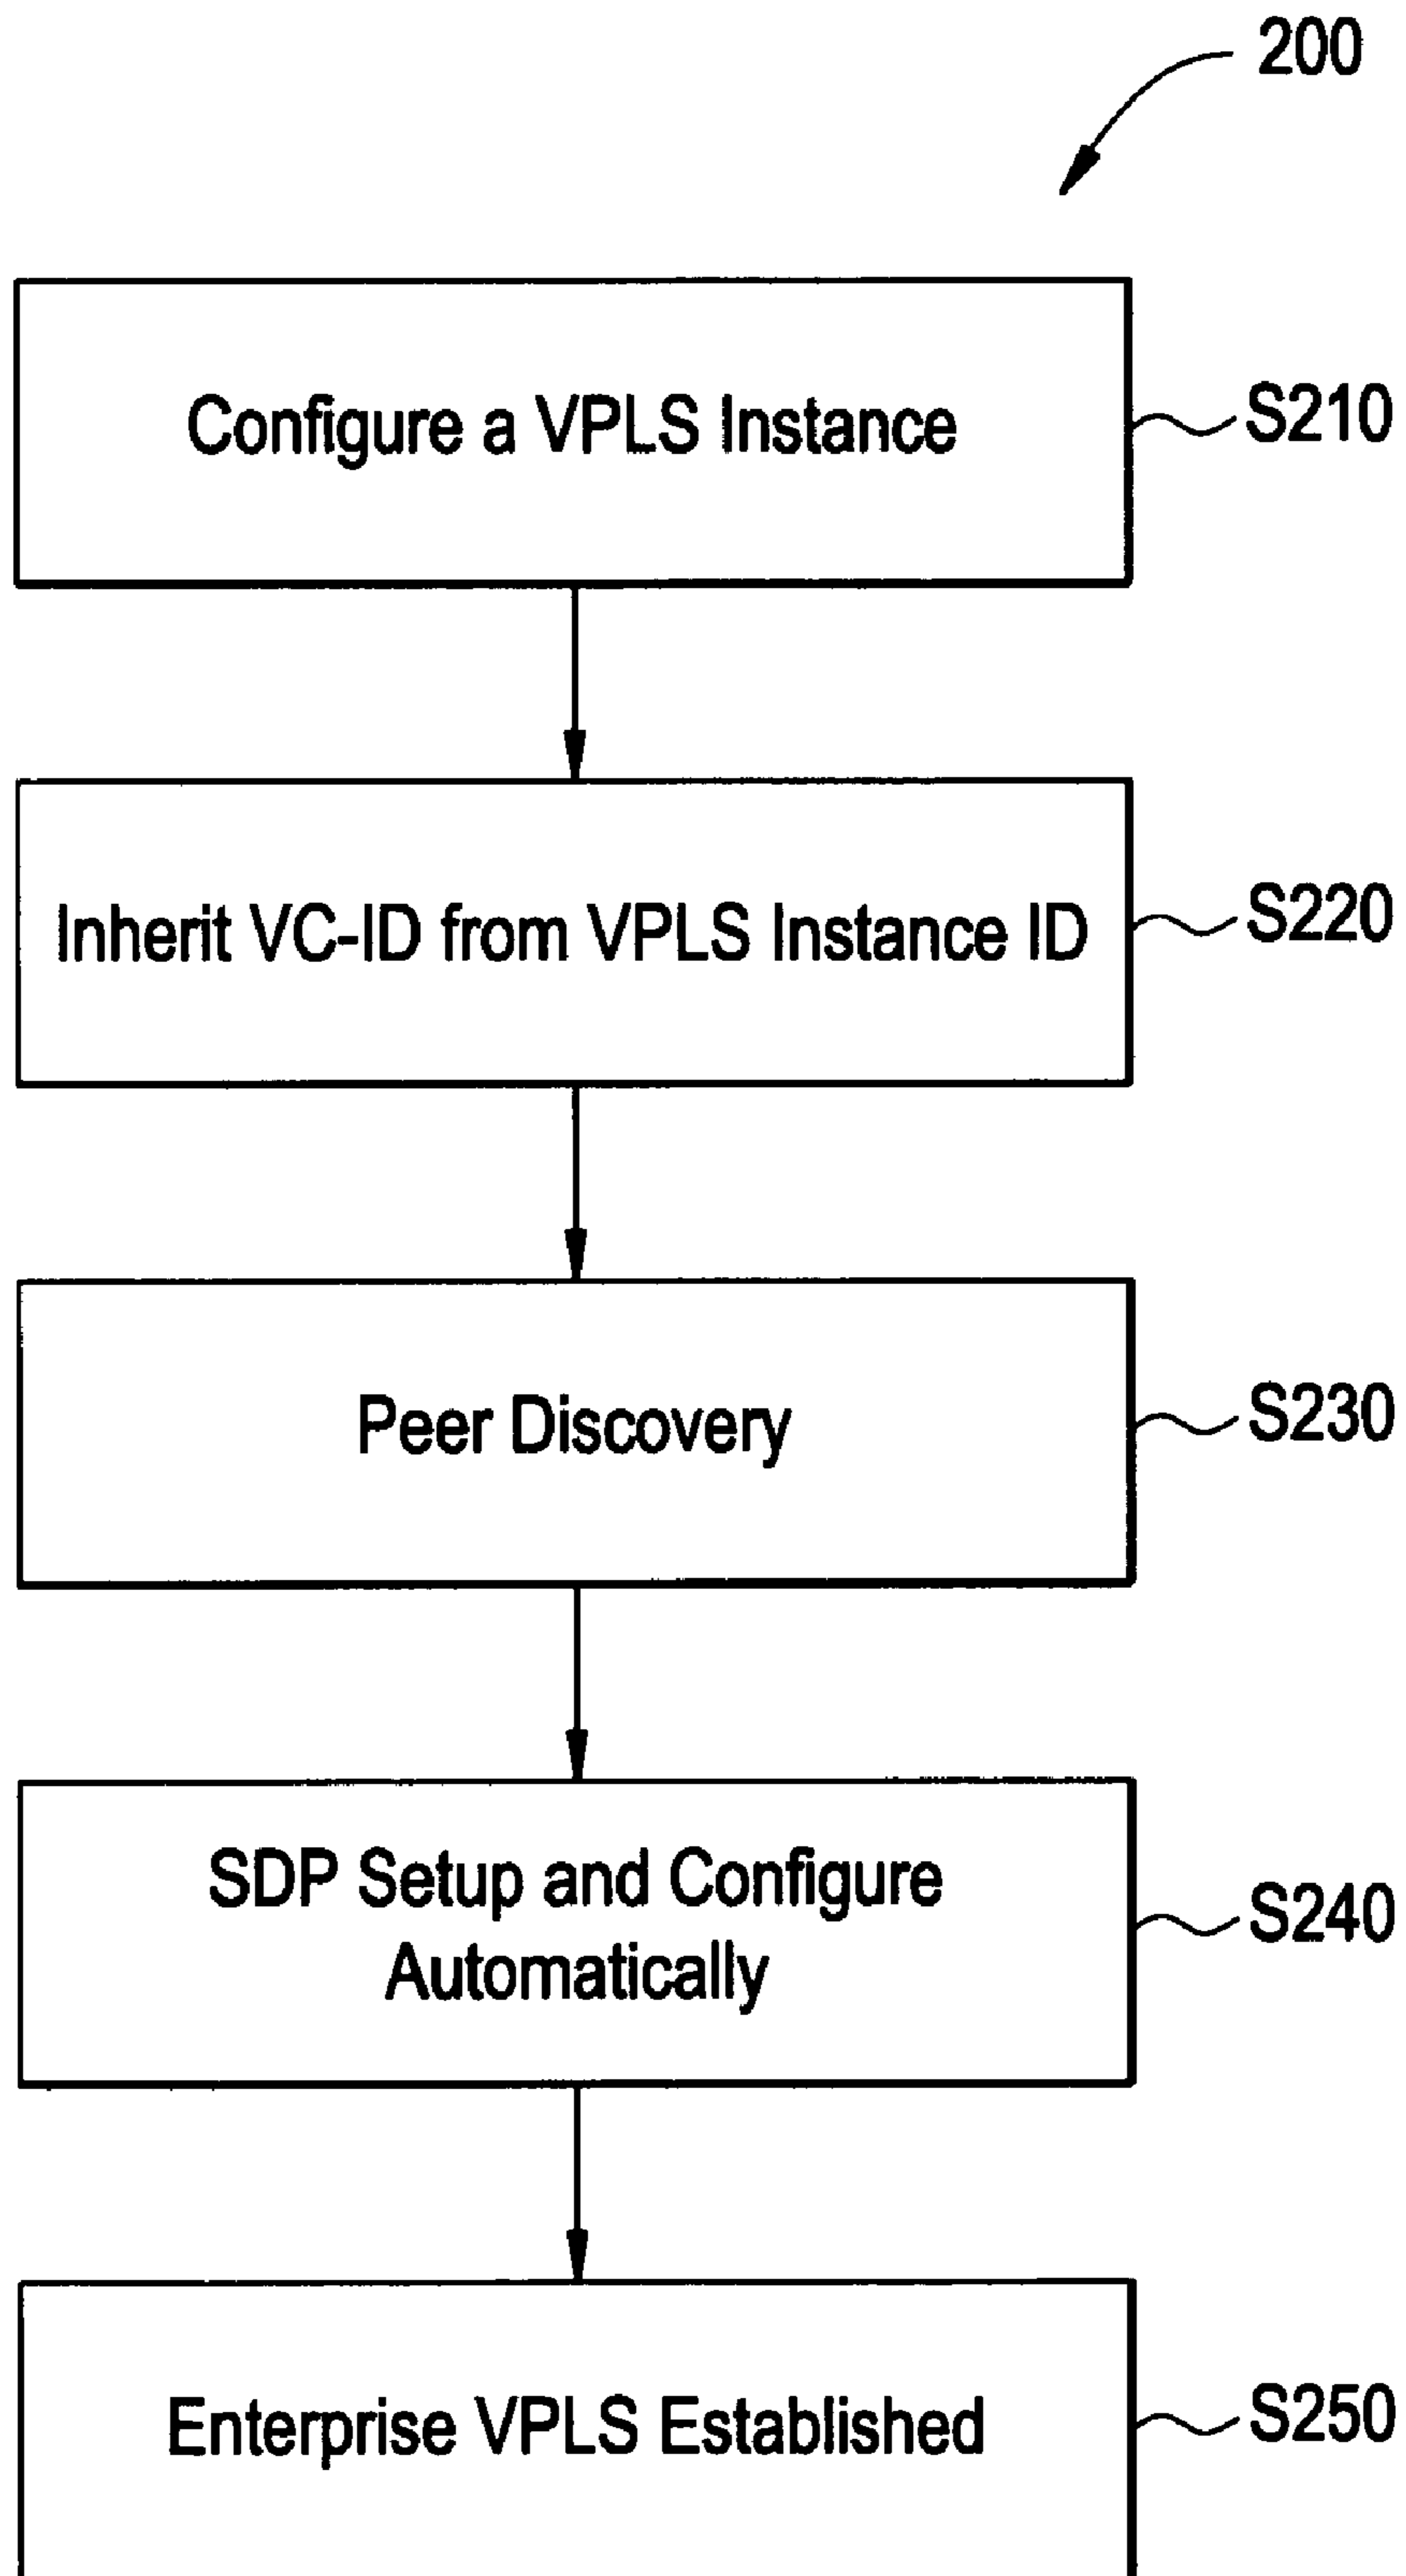 200
Configure a VPLS Instance
S210
Inherit VC-ID from VPLS Instance ID
S220
Peer Discovery
S230
SDP Setup and Configure
Automatically
S240
Enterprise VPLS Established
S250